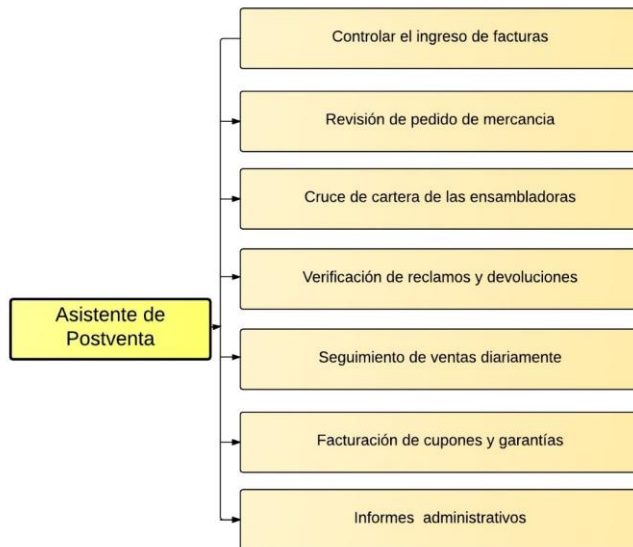 Controlar el ingreso de facturas
Revisión de pedido de mercancia
Cruce de cartera de las ensambladoras
Verificación de reclamos y devoluciones
Asistente de
Postventa
Seguimiento de ventas diariamente
Facturación de cupones y garantías
Informes administrativos